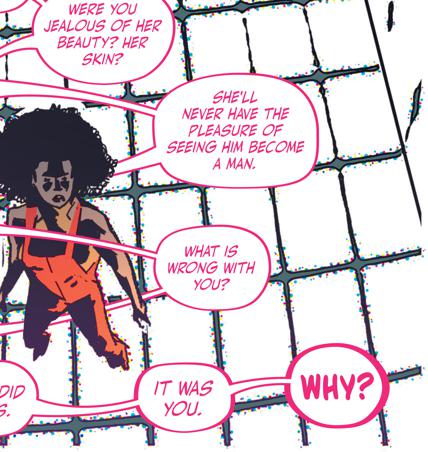 WERE YOU
JEALOUS OF HER
BEAUTY? HER
SKIN?
SHE'LL
NEVER HAVE THE
PLEASURE OF
SEEING HIM BECOME
A MAN.
WHAT IS
WRONG WITH
YOU?
DID
S.
IT WAS
YOU.
WHY?